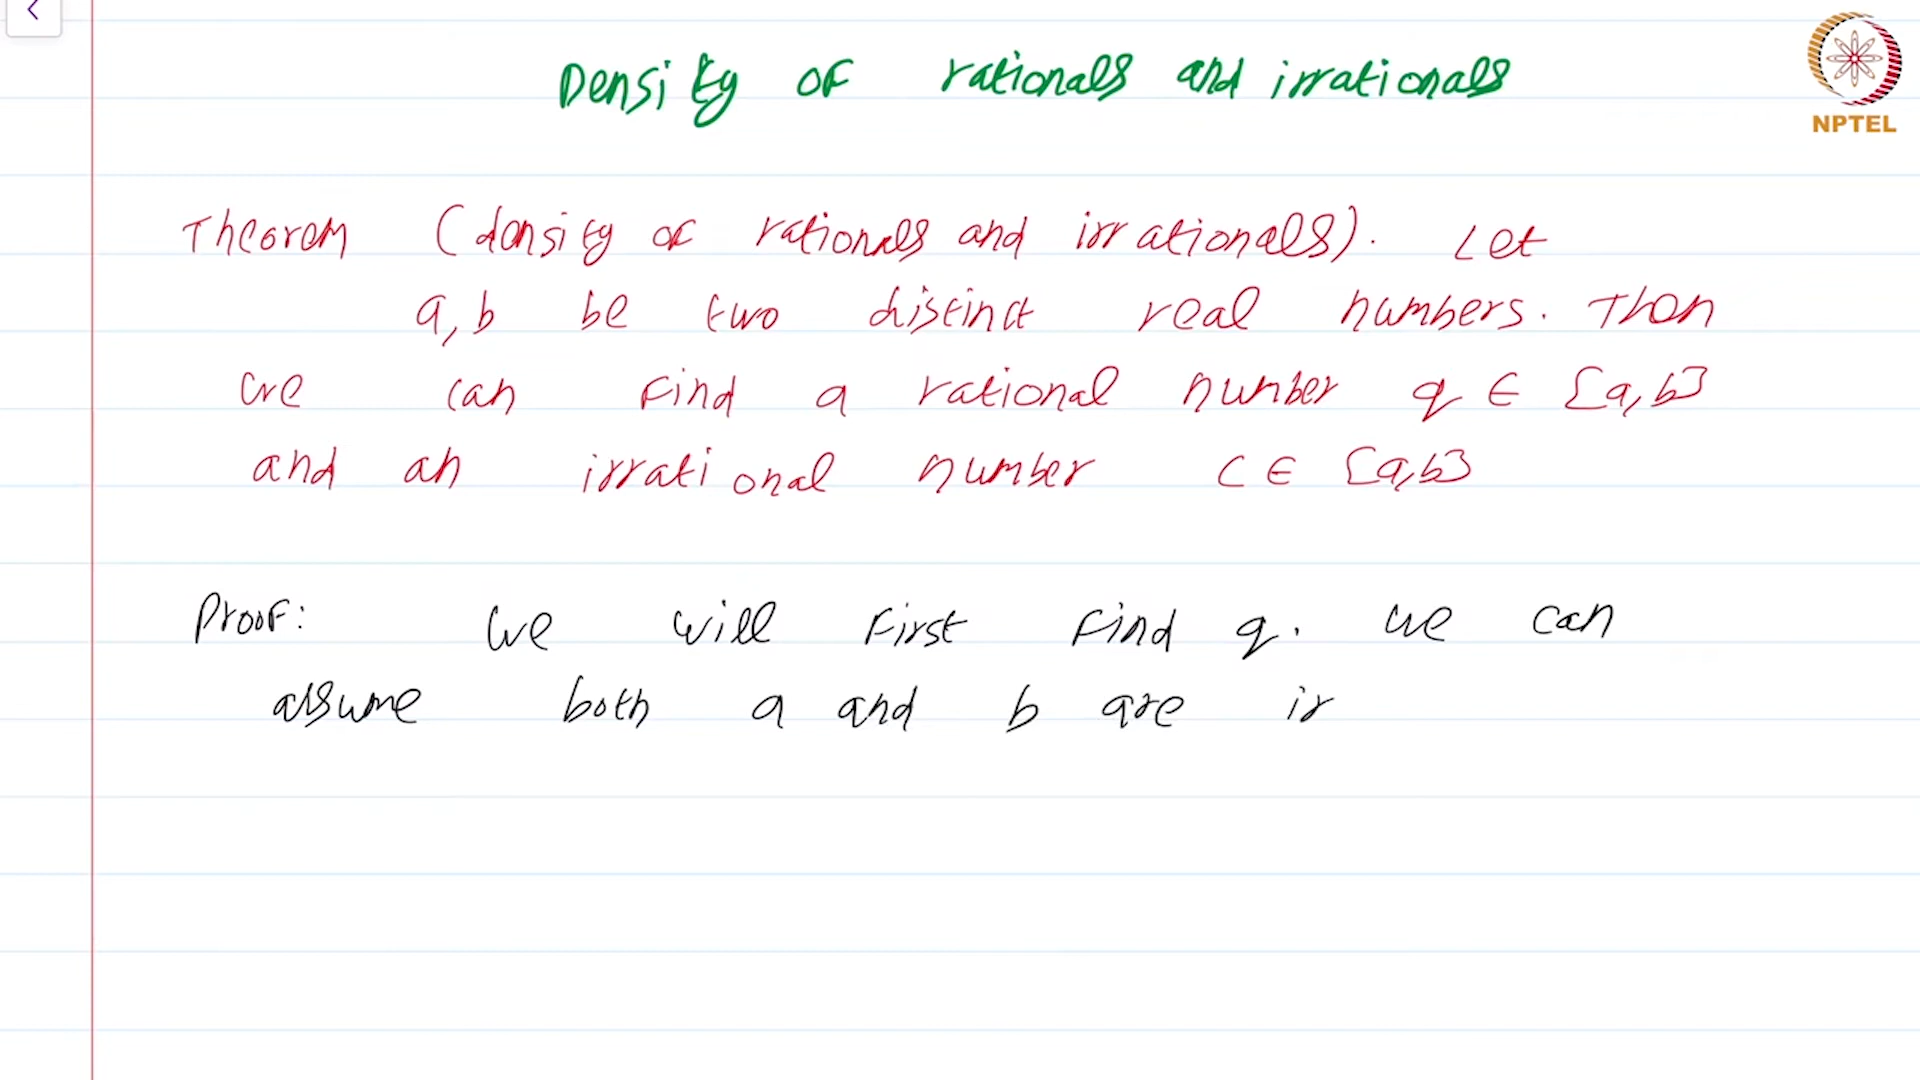 Density of rationals and irrationals
NPTEL
Theorem (density of rationals and irrationals). Let
a, b be two distinct real numbers. Then
we can find a rational number q ∈ [a, b]
and an irrational number c ∈ [a, b]
Proof: We will first find q. we can
assume both a and b are ir